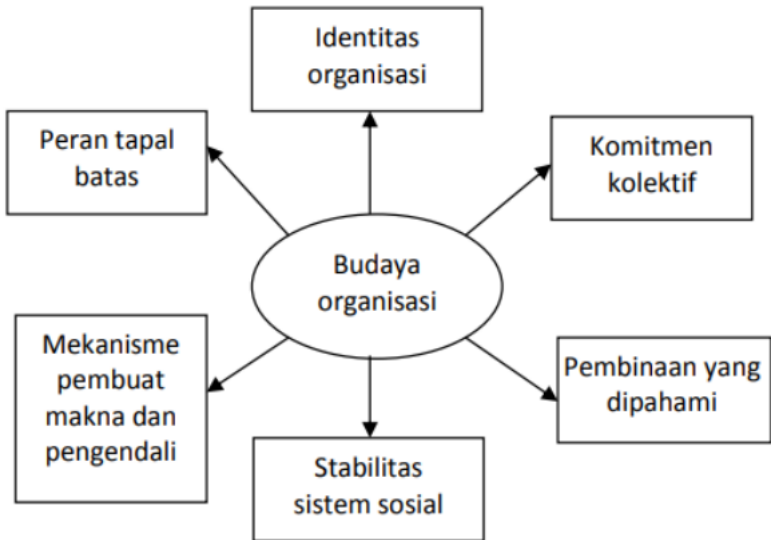 Identitas
organisasi
Peran tapal
batas
Komitmen
kolektif
Budaya
organisasi
Mekanisme
pembuat
makna dan
pengendali
Pembinaan yang
dipahami
Stabilitas
sistem sosial